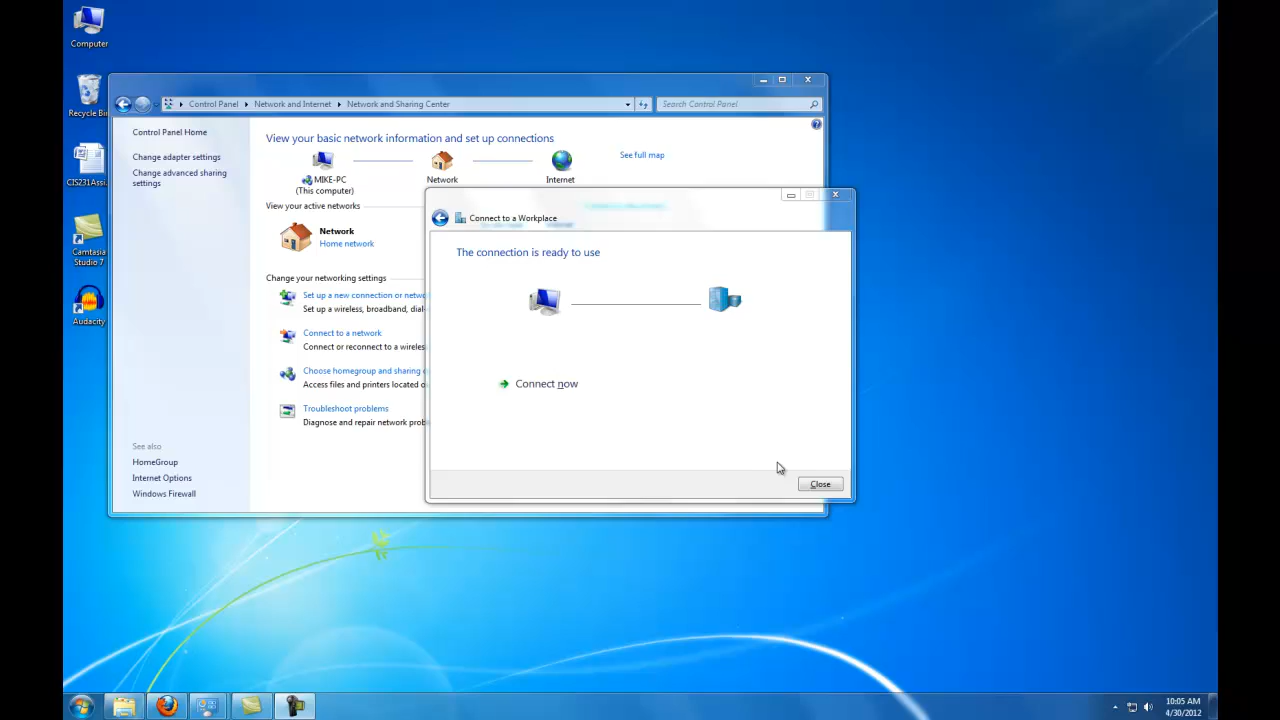 Computer
Recycle Bin
CIS231Assi...
Camtasia
Studio 7
Audacity
Control Panel
Network and Internet
Network and Sharing Center
Search Control Panel
Control Panel Home
Change adapter settings
Change advanced sharing
settings
See also
HomeGroup
Internet Options
Windows Firewall
View your basic network information and set up connections
MIKE-PC
(This computer)
Network
Internet
See full map
View your active networks
Network
Home network
Change your networking settings
Set up a new connection or netwo
Set up a wireless, broadband, dial-
Connect to a network
Connect or reconnect to a wireles
Choose homegroup and sharing o
Access files and printers located o
Troubleshoot problems
Diagnose and repair network prob
Connect to a Workplace
The connection is ready to use
Connect now
Close
10:05 AM
4/30/2012